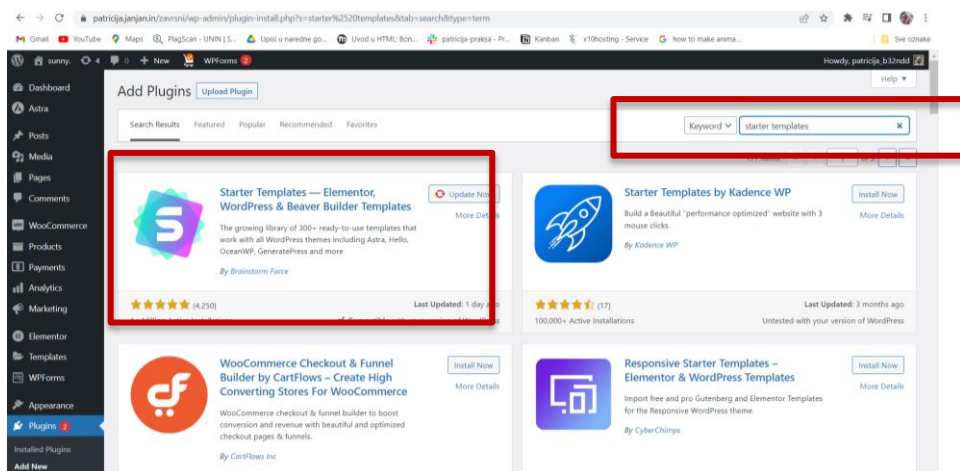 patricija.janjan.in/zavrsni/wp-admin/plugin-install.php?s=starter%2520templates&tab=search&type=term
Gmail YouTube Maps PlagScan - UNIN | S... Upisi u naredne go... Uvod u HTML: Bon... patricija-praksa - Pr... Kanban x10hosting - Service how to make anima... Sve oznake
sunny. 4 0 + New WPForms 2 Howdy, patricija_b32ndd
Help ▼
Dashboard
Astra
Posts
Media
Pages
Comments
WooCommerce
Products
Payments
Analytics
Marketing
Elementor
Templates
WPForms
Appearance
Plugins 2
Installed Plugins
Add New
Add Plugins Upload Plugin
Search Results Featured Popular Recommended Favorites
Keyword starter templates
Starter Templates — Elementor,
WordPress & Beaver Builder Templates
The growing library of 300+ ready-to-use templates that
work with all WordPress themes including Astra, Hello,
OceanWP, GeneratePress and more
By Brainstorm Force
Update Now
More Details
(4,250)
Last Updated: 1 day
Starter Templates by Kadence WP
Build a Beautiful "performance optimized" website with 3
mouse clicks.
By Kadence WP
Install Now
More Details
(17)
100,000+ Active Installations
Last Updated: 3 months ago
Untested with your version of WordPress
WooCommerce Checkout & Funnel
Builder by CartFlows – Create High
Converting Stores For WooCommerce
WooCommerce checkout & funnel builder to boost
conversion and revenue with beautiful and optimized
checkout pages & funnels.
By CartFlows Inc
Install Now
More Details
Responsive Starter Templates –
Elementor & WordPress Templates
Import free and pro Gutenberg and Elementor Templates
for the Responsive WordPress theme.
By CyberChimps
Install Now
More Details